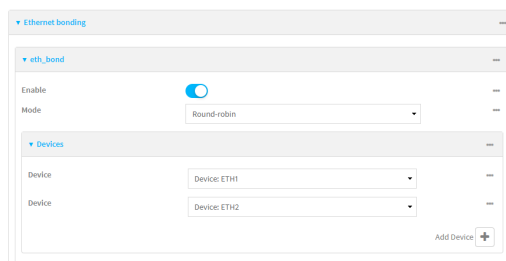 Ethernet bonding
eth_bond
Enable
Mode
Round-robin
Devices
Device
Device: ETH1
Device
Device: ETH2
Add Device